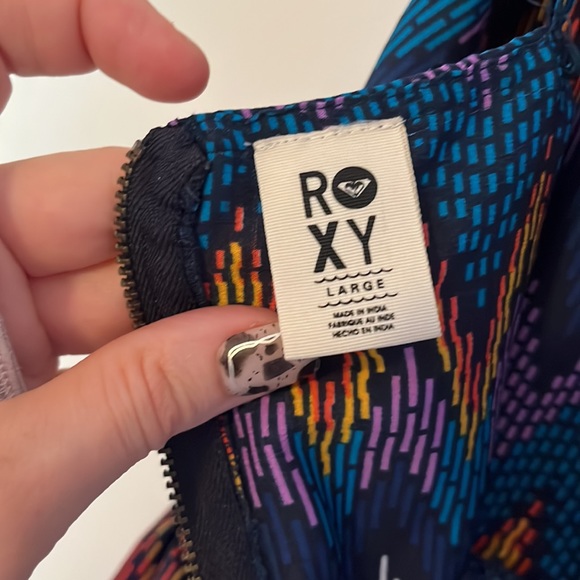 RO
XY
LARGE
MADE IN INDIA
FABRIQUE AU INDE
HECHO EN INDIA